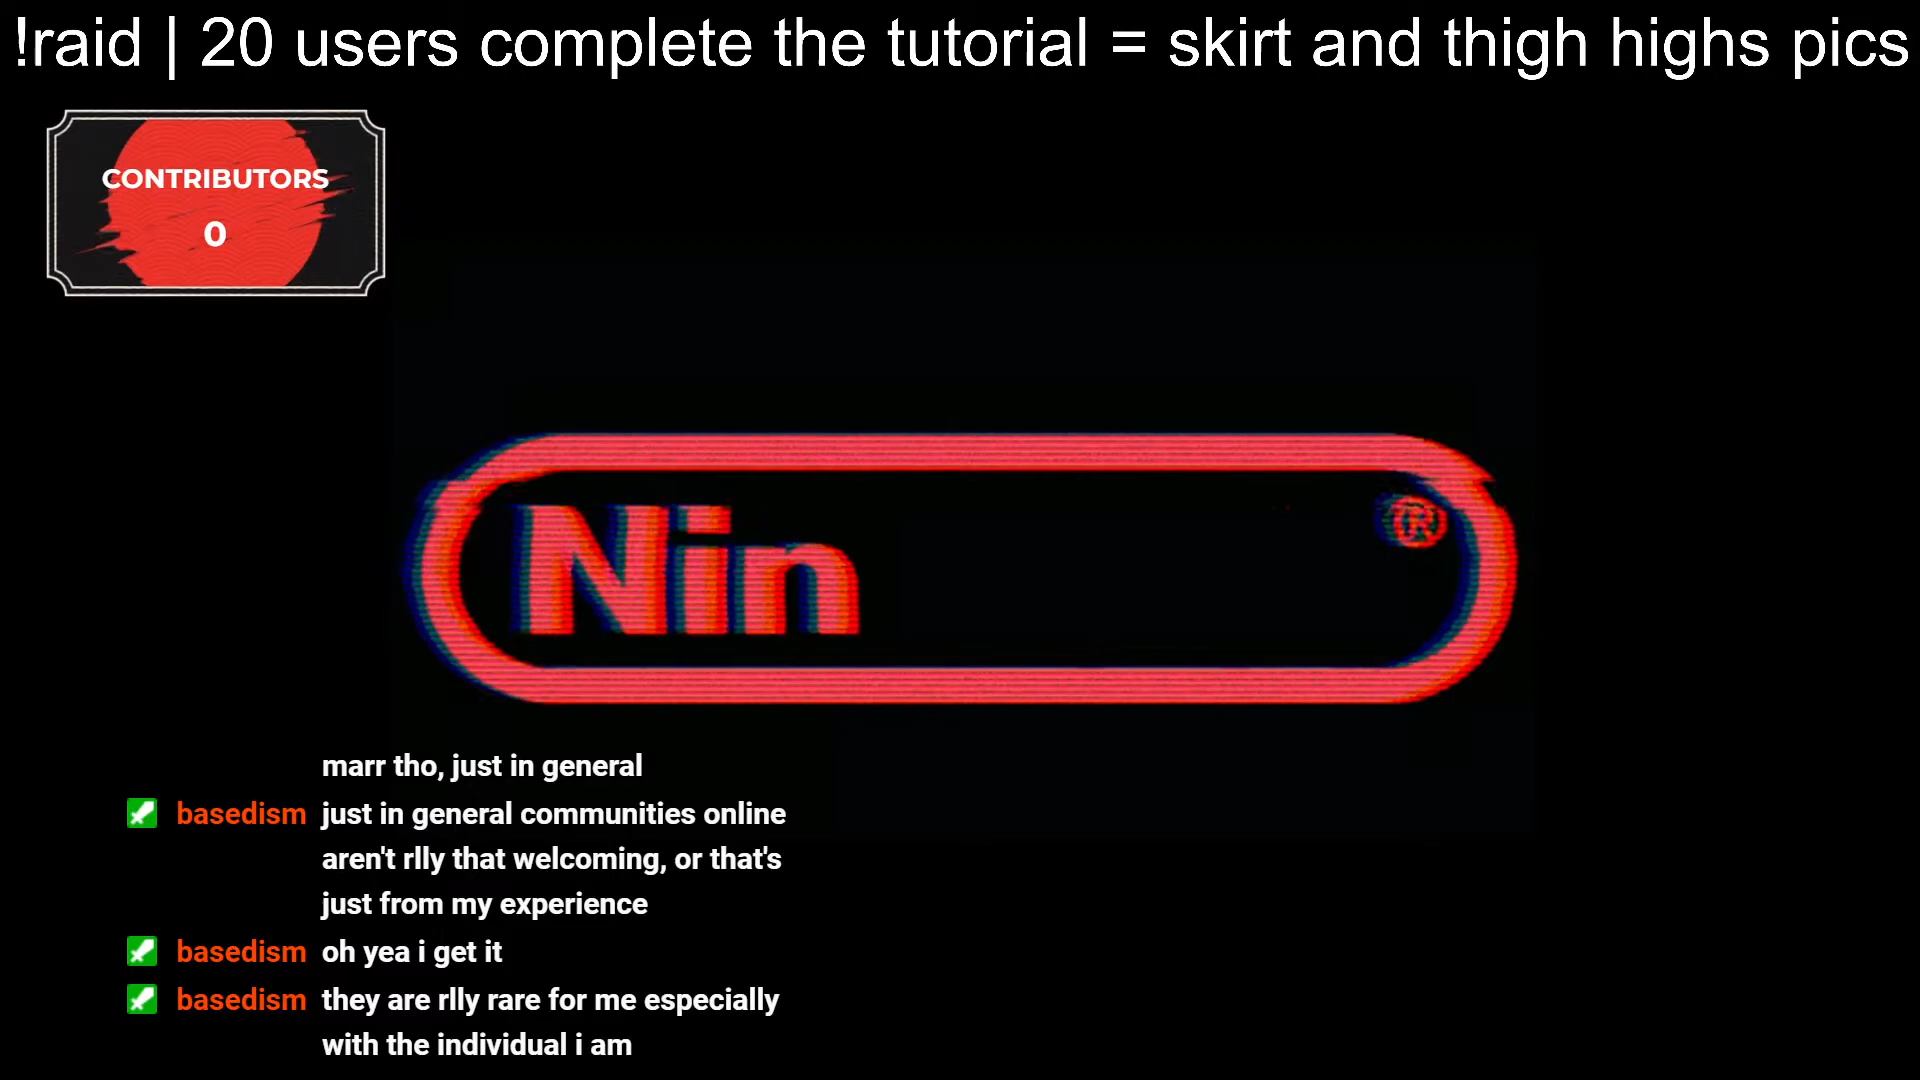 !raid | 20 users complete the tutorial = skirt and thigh highs pics
CONTRIBUTORS
0
Nin ®
marr tho, just in general
basedism just in general communities online
aren't rlly that welcoming, or that's
just from my experience
basedism oh yea i get it
basedism they are rlly rare for me especially
with the individual i am